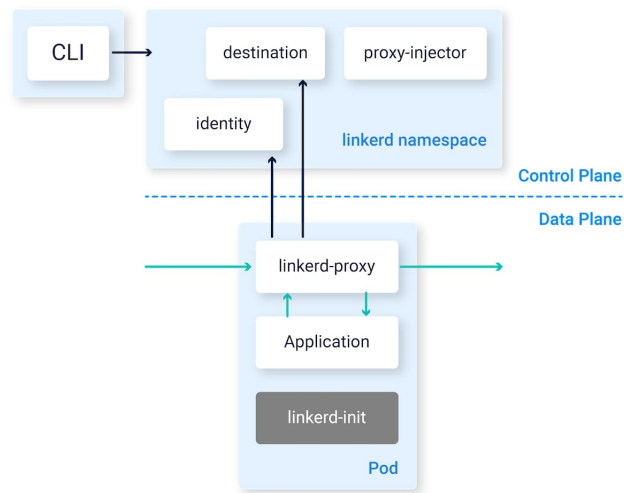 CLI
destination
proxy-injector
identity
linkerd namespace
Control Plane
Data Plane
linkerd-proxy
Application
linkerd-init
Pod